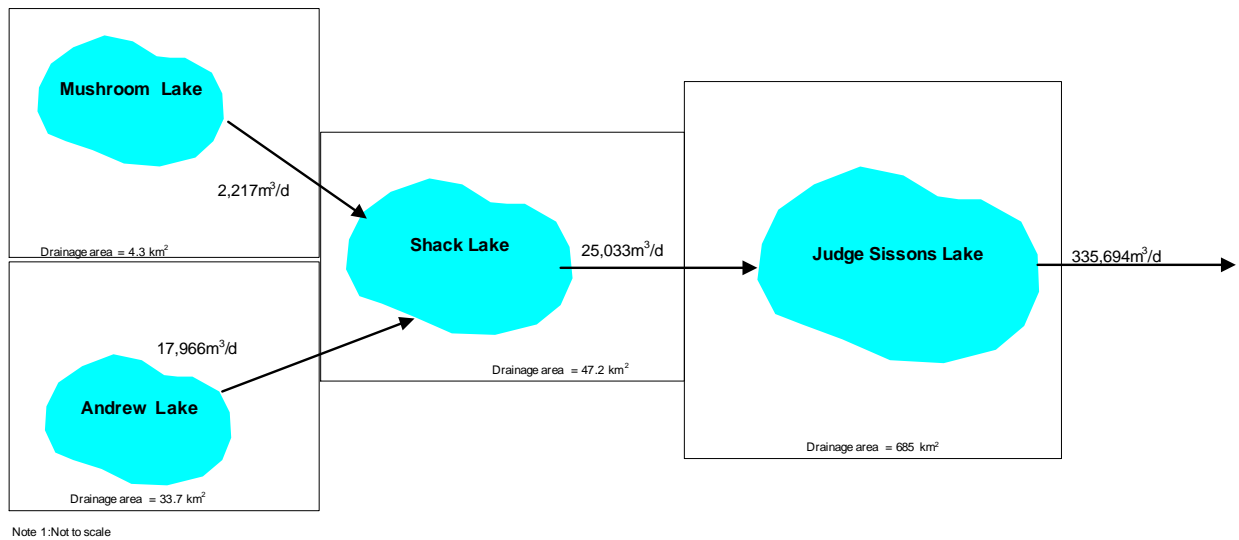 Mushroom Lake
2,217m³/d
Drainage area = 4.3 km²
Shack Lake
25,033m³/d
Judge Sissons Lake
335,694m³/d
17,966m³/d
Drainage area = 47.2 km²
Andrew Lake
Drainage area = 685 km²
Drainage area = 33.7 km²
Note 1:Not to scale